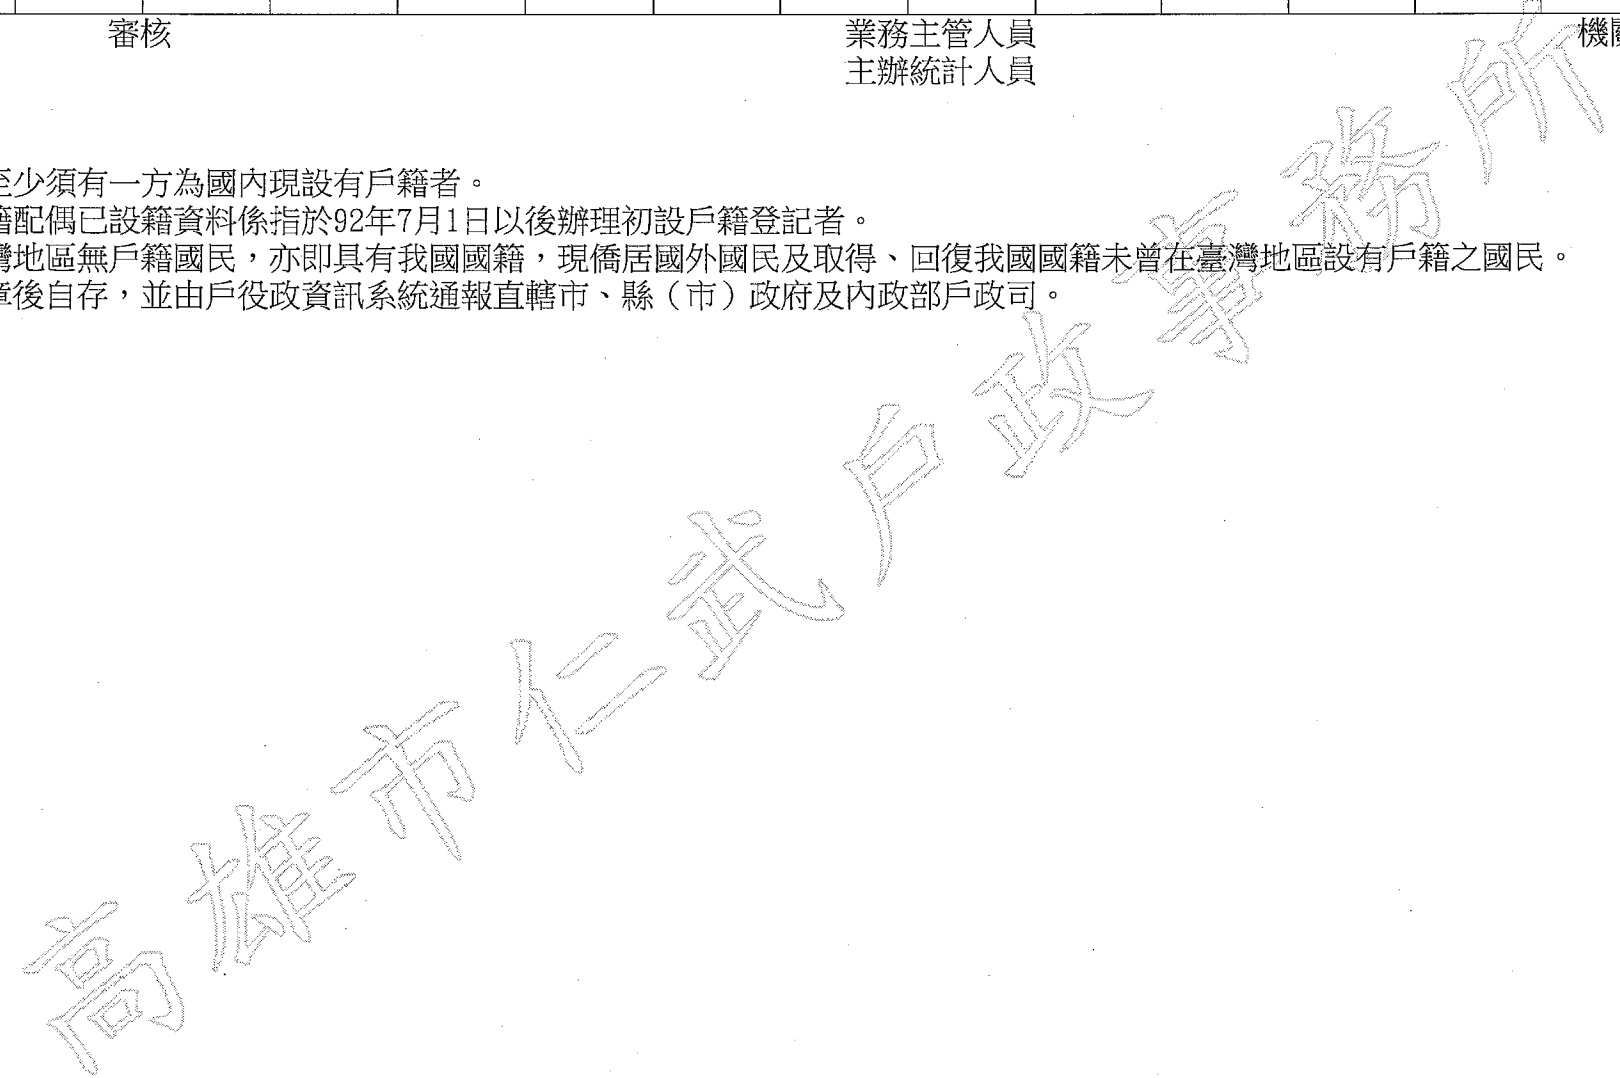 審核 業務主管人員 機關
主辦統計人員
至少須有一方為國內現設有戶籍者。
籍配偶已設籍資料係指於92年7月1日以後辦理初設戶籍登記者。
灣地區無戶籍國民，亦即具有我國國籍，現僑居國外國民及取得、回復我國國籍未曾在臺灣地區設有戶籍之國民。
章後自存，並由戶役政資訊系統通報直轄市、縣（市）政府及內政部戶政司。
高雄市仁武戶政事務所